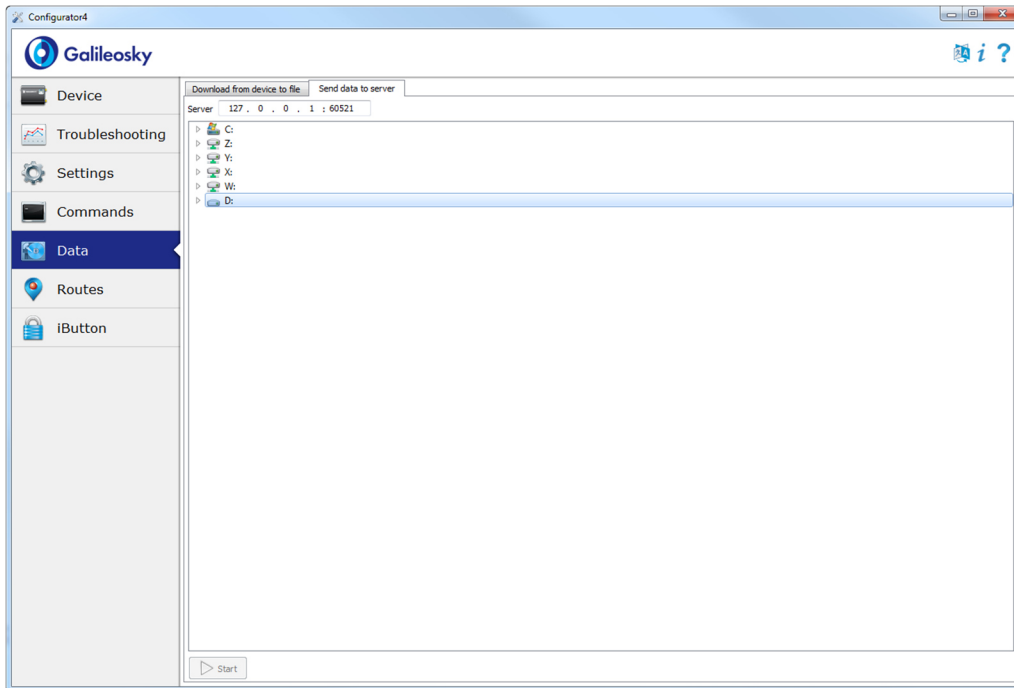 Configurator4
Galileosky
i ?
Device
Troubleshooting
Settings
Commands
Data
Routes
iButton
Download from device to file Send data to server
Server 127 . 0 . 0 . 1 : 60521
C:
Z:
Y:
X:
W:
D:
Start